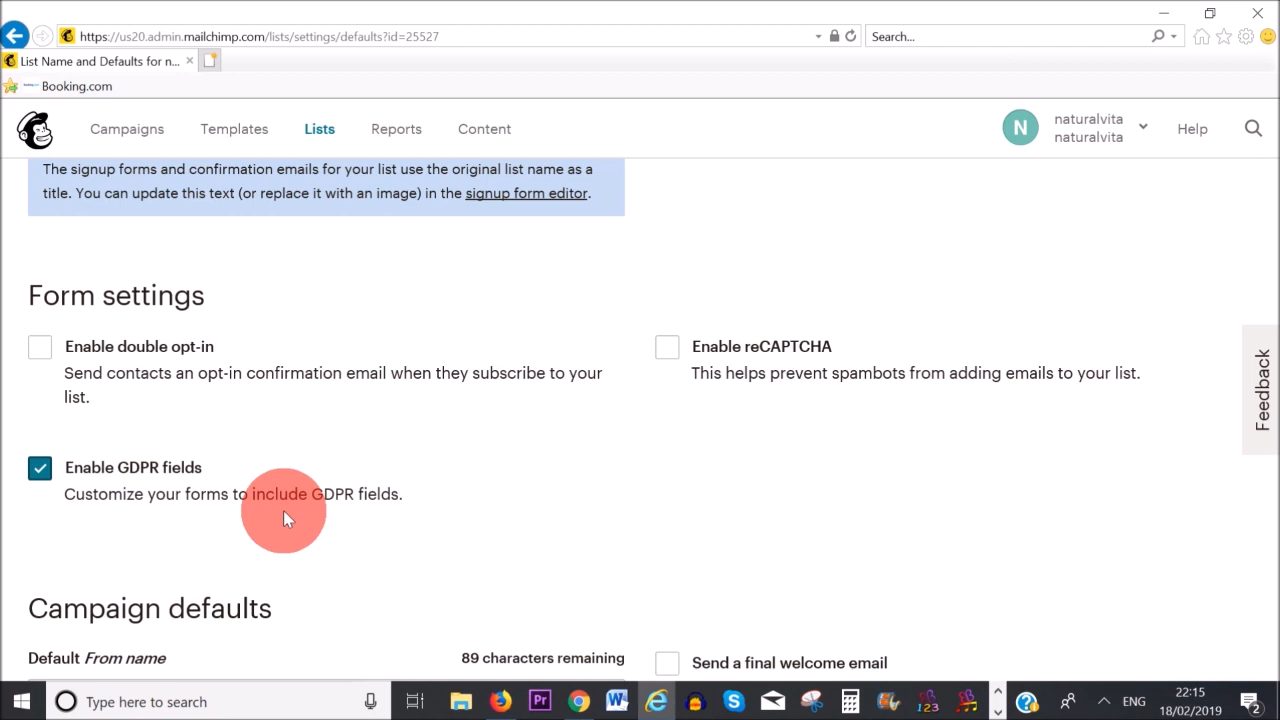 https://us20.admin.mailchimp.com/lists/settings/defaults?id=25527
Search...
List Name and Defaults for n...
Booking.com
Campaigns
Templates
Lists
Reports
Content
N
naturalvita
naturalvita
Help
The signup forms and confirmation emails for your list use the original list name as a
title. You can update this text (or replace it with an image) in the signup form editor.
Form settings
Enable double opt-in
Send contacts an opt-in confirmation email when they subscribe to your
list.
Enable reCAPTCHA
This helps prevent spambots from adding emails to your list.
Feedback
Enable GDPR fields
Customize your forms to include GDPR fields.
Campaign defaults
Default From name
89 characters remaining
Send a final welcome email
Type here to search
Pr
W
123
ENG
22:15
18/02/2019
2